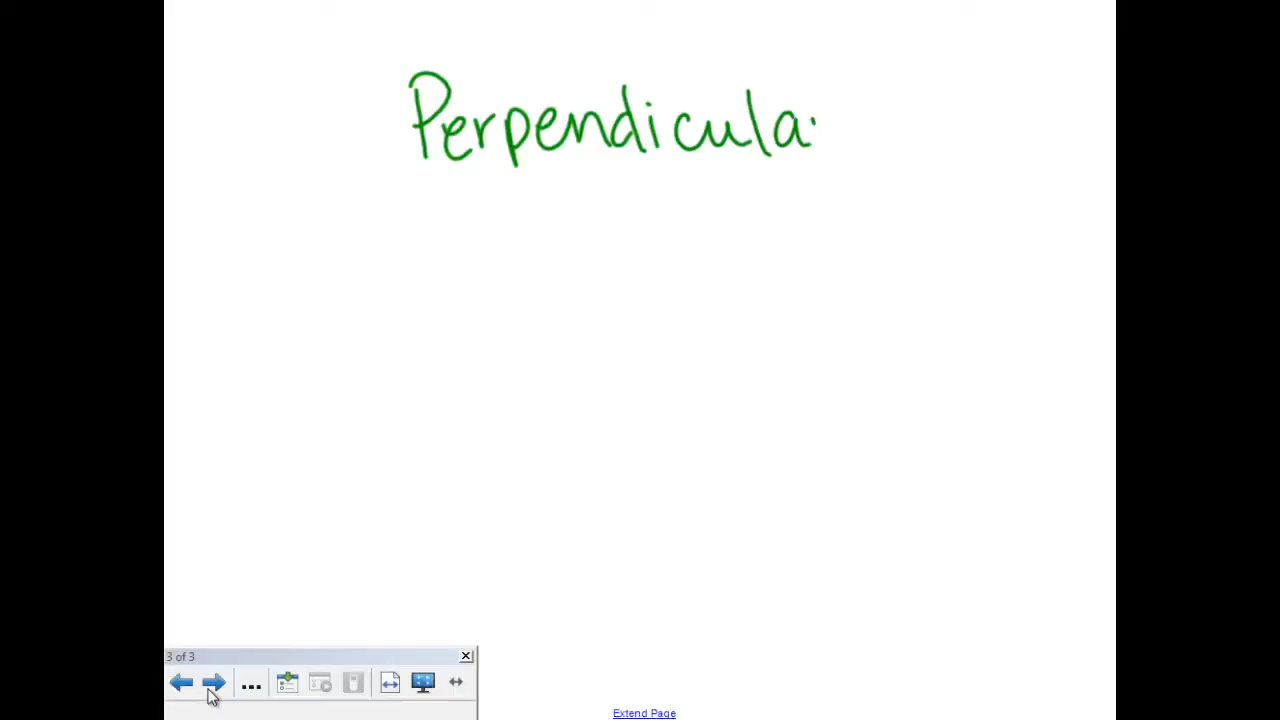 Perpendicula
3 of 3
Extend Page